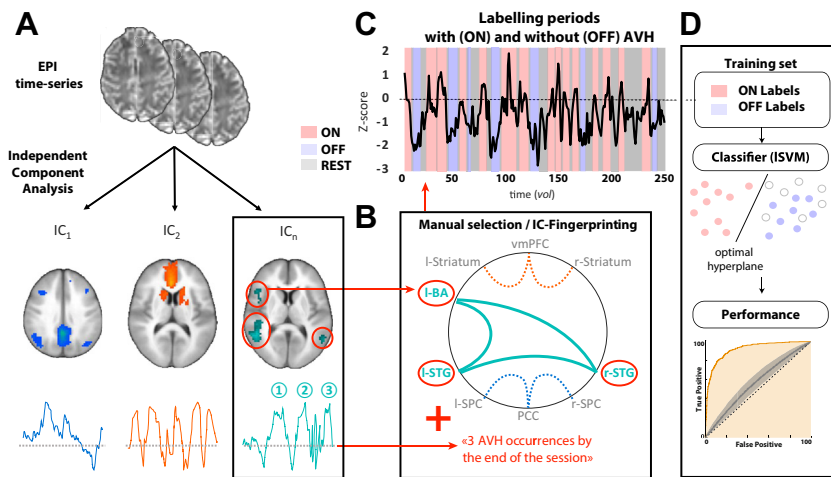 A
EPI
time-series
Independent
Component
Analysis
IC1
IC2
ICn
① ② ③
B
Manual selection / IC-Fingerprinting
vmPFC
l-Striatum
r-Striatum
l-BA
l-STG
r-STG
l-SPC
r-SPC
PCC
+
«3 AVH occurrences by
the end of the session»
C
Labelling periods
with (ON) and without (OFF) AVH
ON
OFF
REST
Z-score
2
1
0
-1
-2
-3
0 50 100 150 200 250
time (vol)
D
Training set
ON Labels
OFF Labels
Classifier (lSVM)
optimal
hyperplane
Performance
True Positive
100
0
100
False Positive